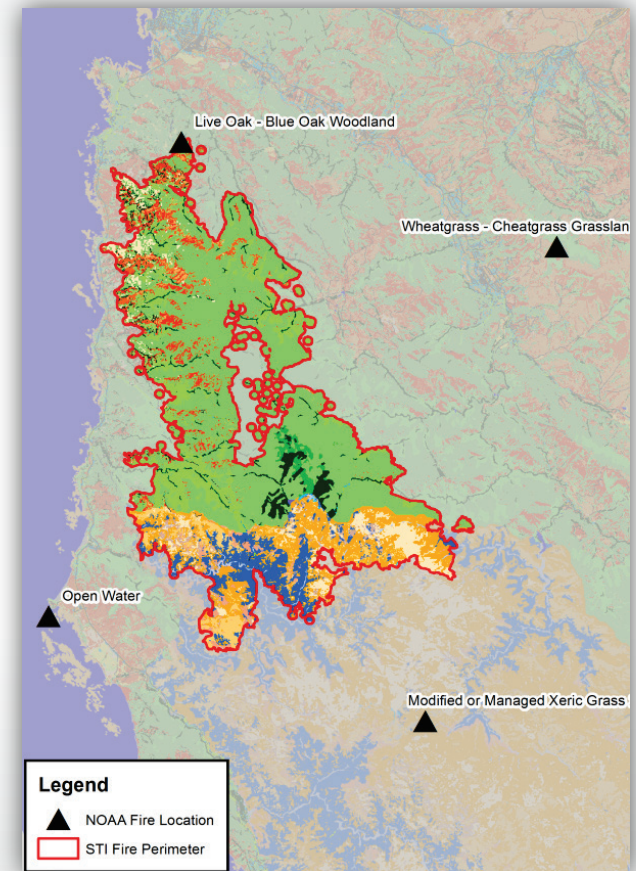 Live Oak - Blue Oak Woodland
Wheatgrass - Cheatgrass Grasslan
Open Water
Modified or Managed Xeric Grass
Legend
NOAA Fire Location
STI Fire Perimeter